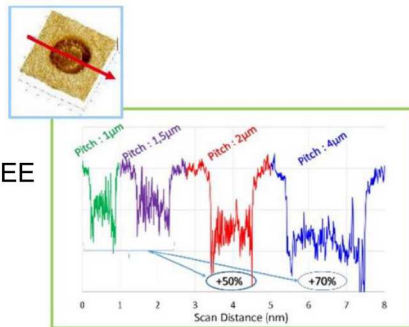 EE
Pitch : 1µm
Pitch : 1,5µm
Pitch : 2µm
Pitch : 4µm
+50%
+70%
0 1 2 3 4 5 6 7 8
Scan Distance (nm)